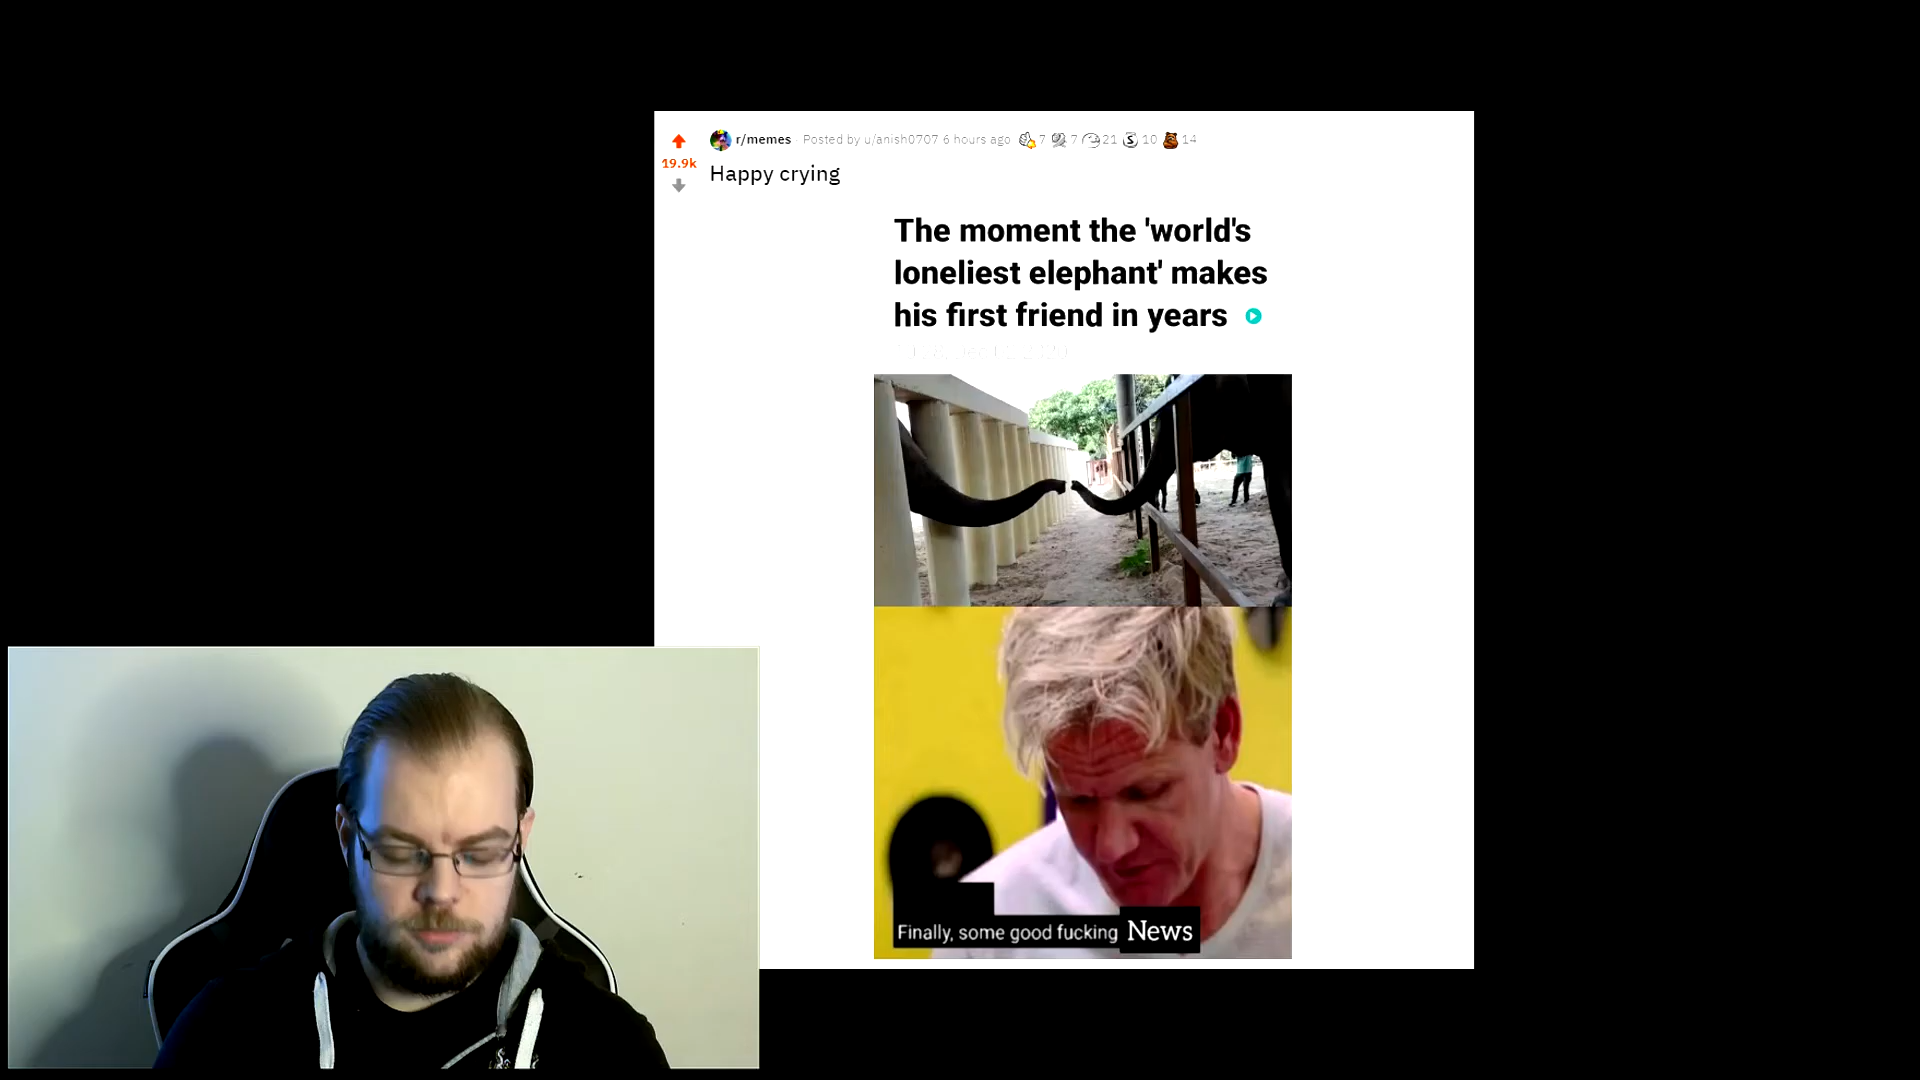 r/memes · Posted by u/anish0707 6 hours ago 7 7 21 S 10 14
19.9k
Happy crying
The moment the 'world's
loneliest elephant' makes
his first friend in years
Finally, some good fucking News